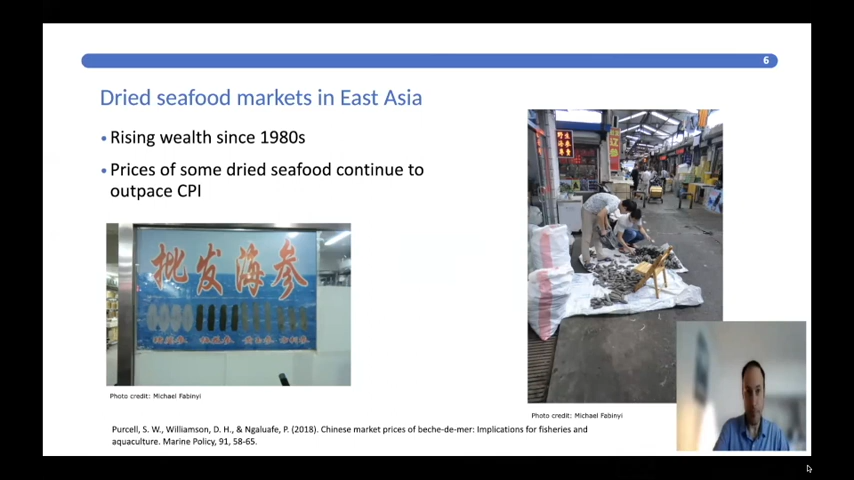 6
Dried seafood markets in East Asia
• Rising wealth since 1980s
• Prices of some dried seafood continue to
outpace CPI
批发海参
Photo credit: Michael Fabinyi
Photo credit: Michael Fabinyi
Purcell, S. W., Williamson, D. H., & Ngaluafe, P. (2018). Chinese market prices of beche-de-mer: Implications for fisheries and
aquaculture. Marine Policy, 91, 58-65.